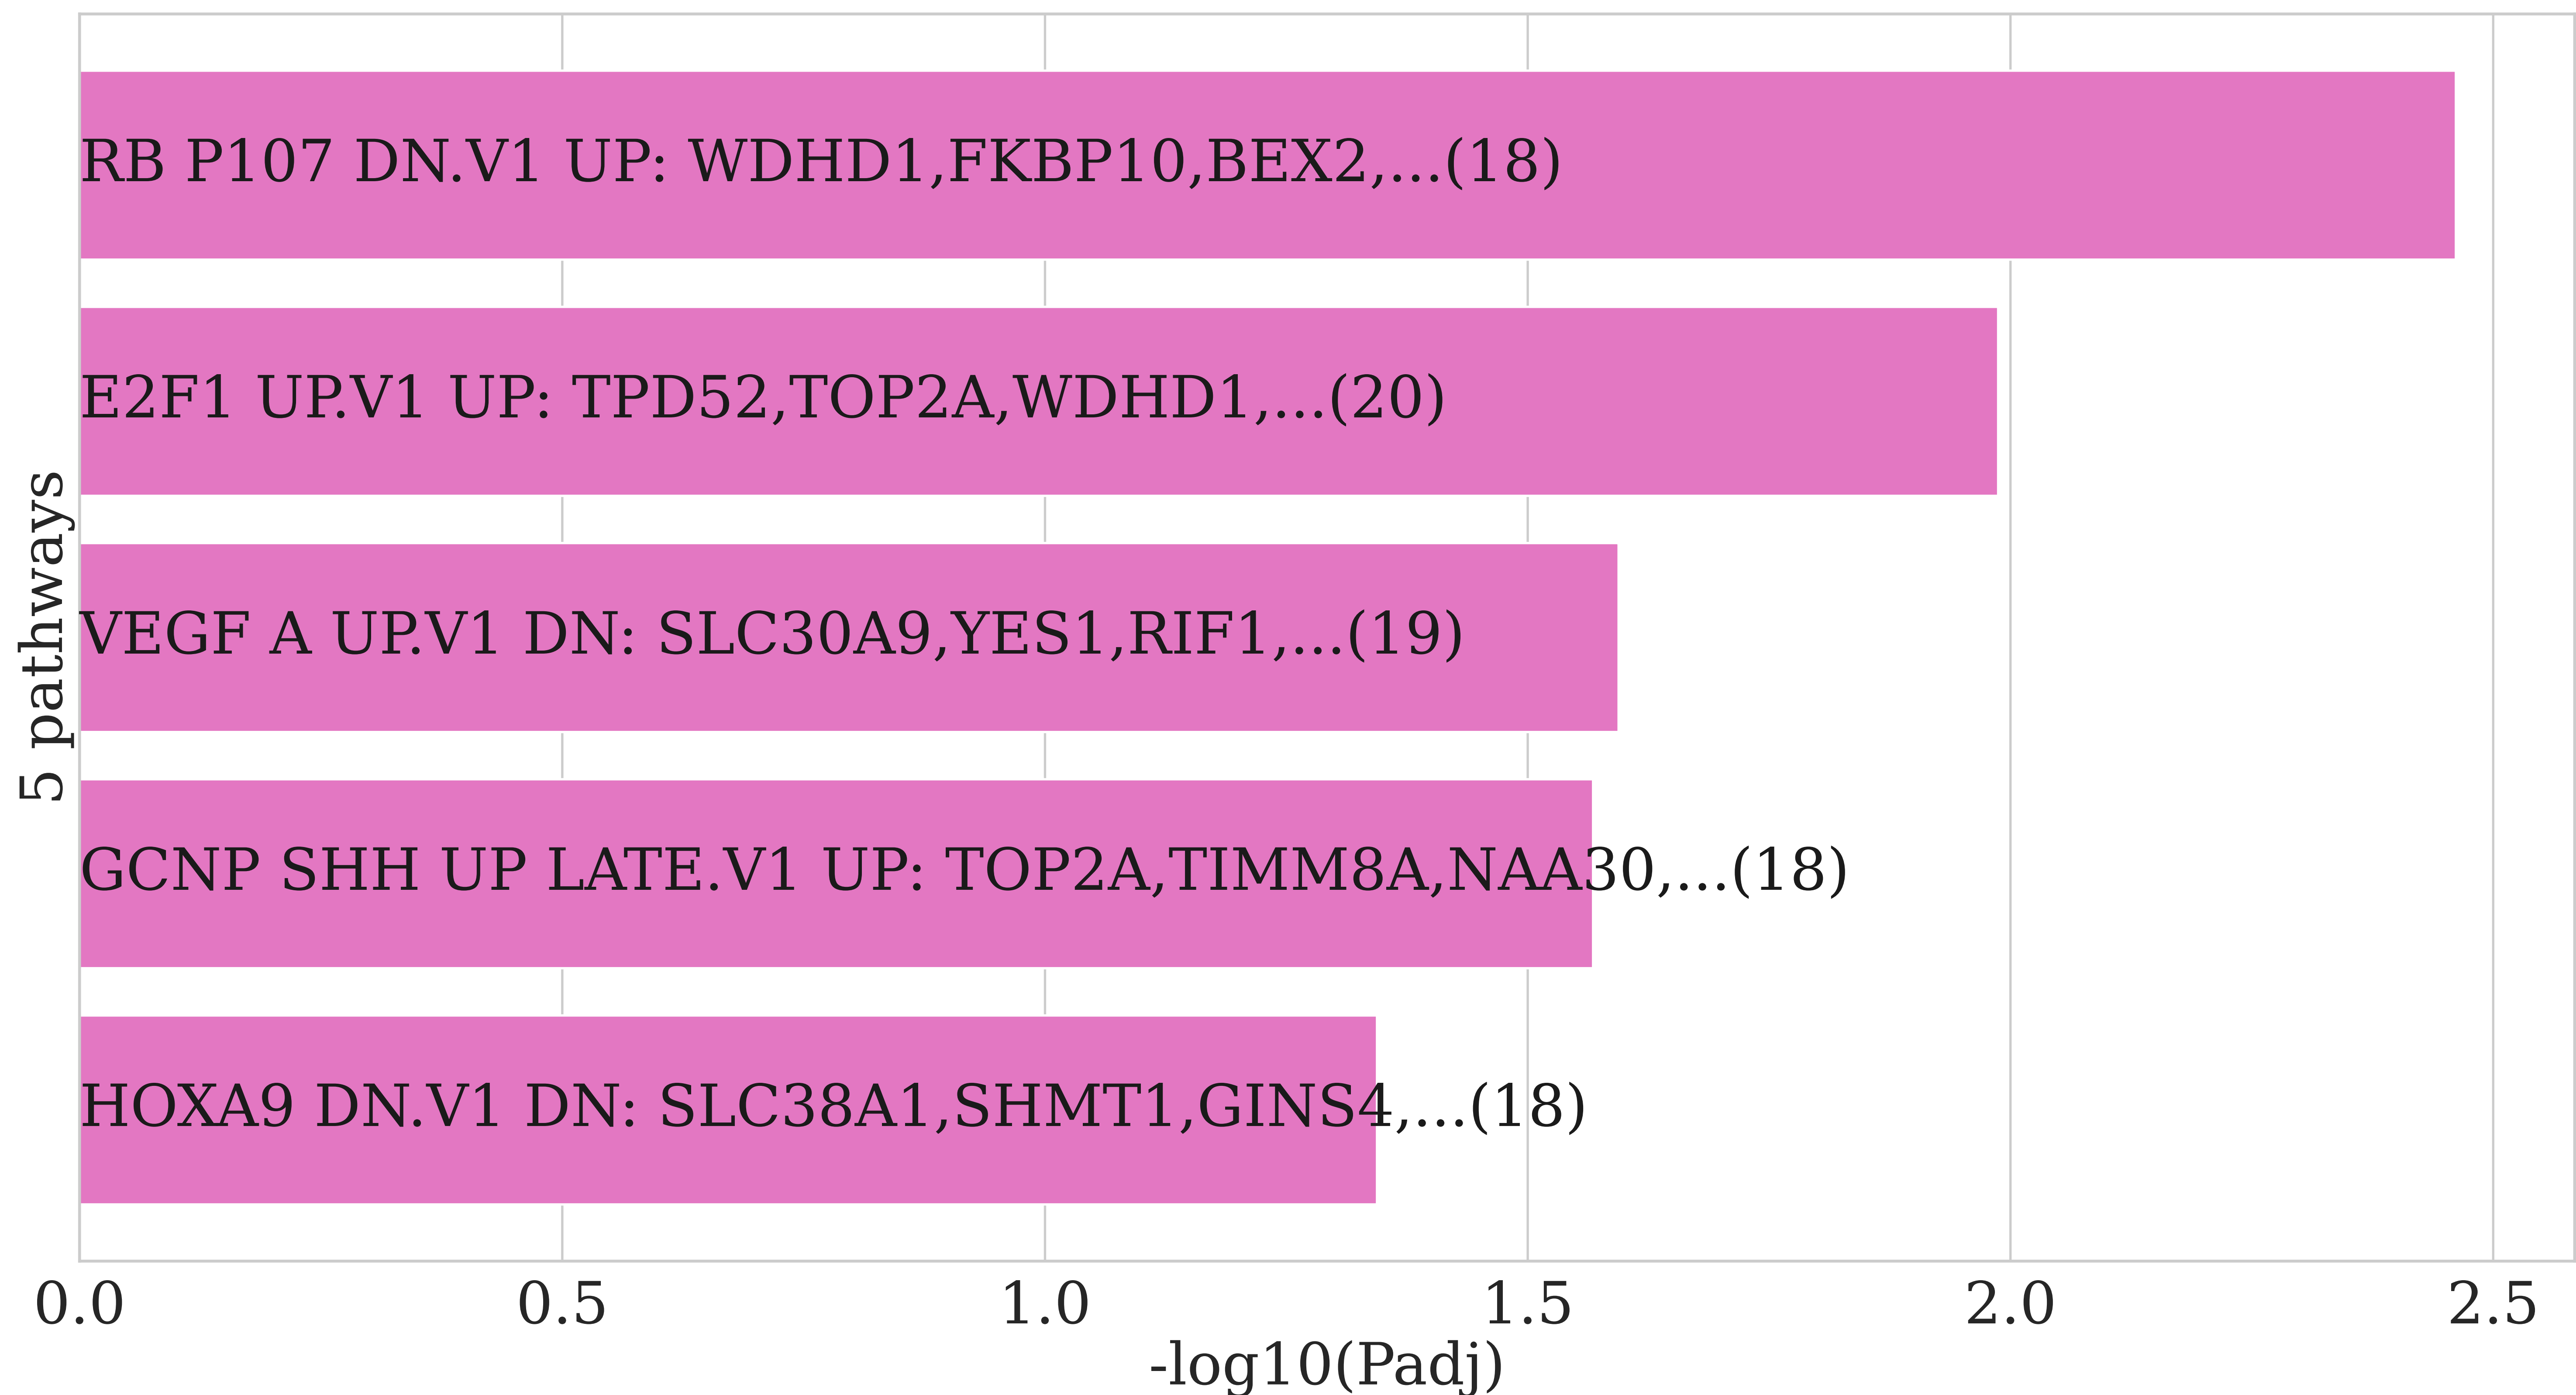 RB P107 DN.V1 UP: WDHD1,FKBP10,BEX2,...(18)
E2F1 UP.V1 UP: TPD52,TOP2A,WDHD1,...(20)
VEGF A UP.V1 DN: SLC30A9,YES1,RIF1,...(19)
GCNP SHH UP LATE.V1 UP: TOP2A,TIMM8A,NAA30,...(18)
HOXA9 DN.V1 DN: SLC38A1,SHMT1,GINS4,...(18)
5 pathways
0.0 0.5 1.0 1.5 2.0 2.5
-log10(Padj)